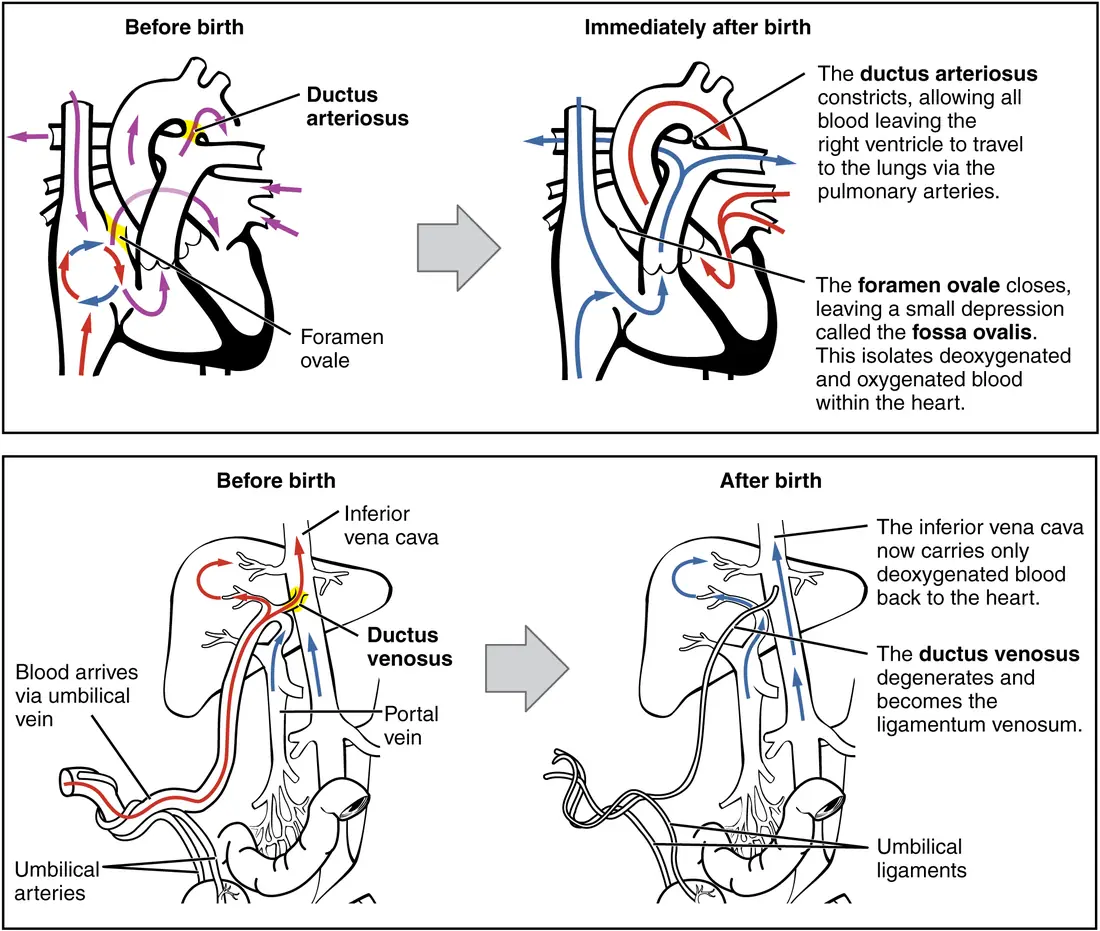 Before birth
Immediately after birth
Ductus
arteriosus
Foramen
ovale
The ductus arteriosus
constricts, allowing all
blood leaving the
right ventricle to travel
to the lungs via the
pulmonary arteries.
The foramen ovale closes,
leaving a small depression
called the fossa ovalis.
This isolates deoxygenated
and oxygenated blood
within the heart.
Before birth
After birth
Inferior
vena cava
Ductus
venosus
Blood arrives
via umbilical
vein
Portal
vein
Umbilical
arteries
The inferior vena cava
now carries only
deoxygenated blood
back to the heart.
The ductus venosus
degenerates and
becomes the
ligamentum venosum.
Umbilical
ligaments